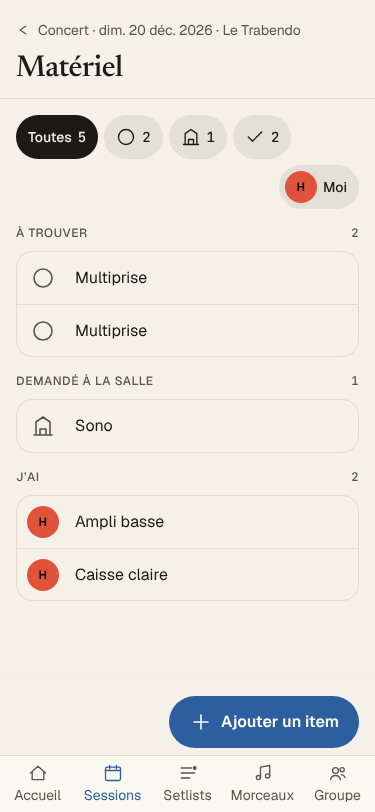 Concert · dim. 20 déc. 2026 · Le Trabendo
Matériel
Toutes 5
2
1
2
H Moi
À TROUVER 2
Multiprise
Multiprise
DEMANDÉ À LA SALLE 1
Sono
J'AI 2
H Ampli basse
H Caisse claire
Ajouter un item
Accueil Sessions Setlists Morceaux Groupe